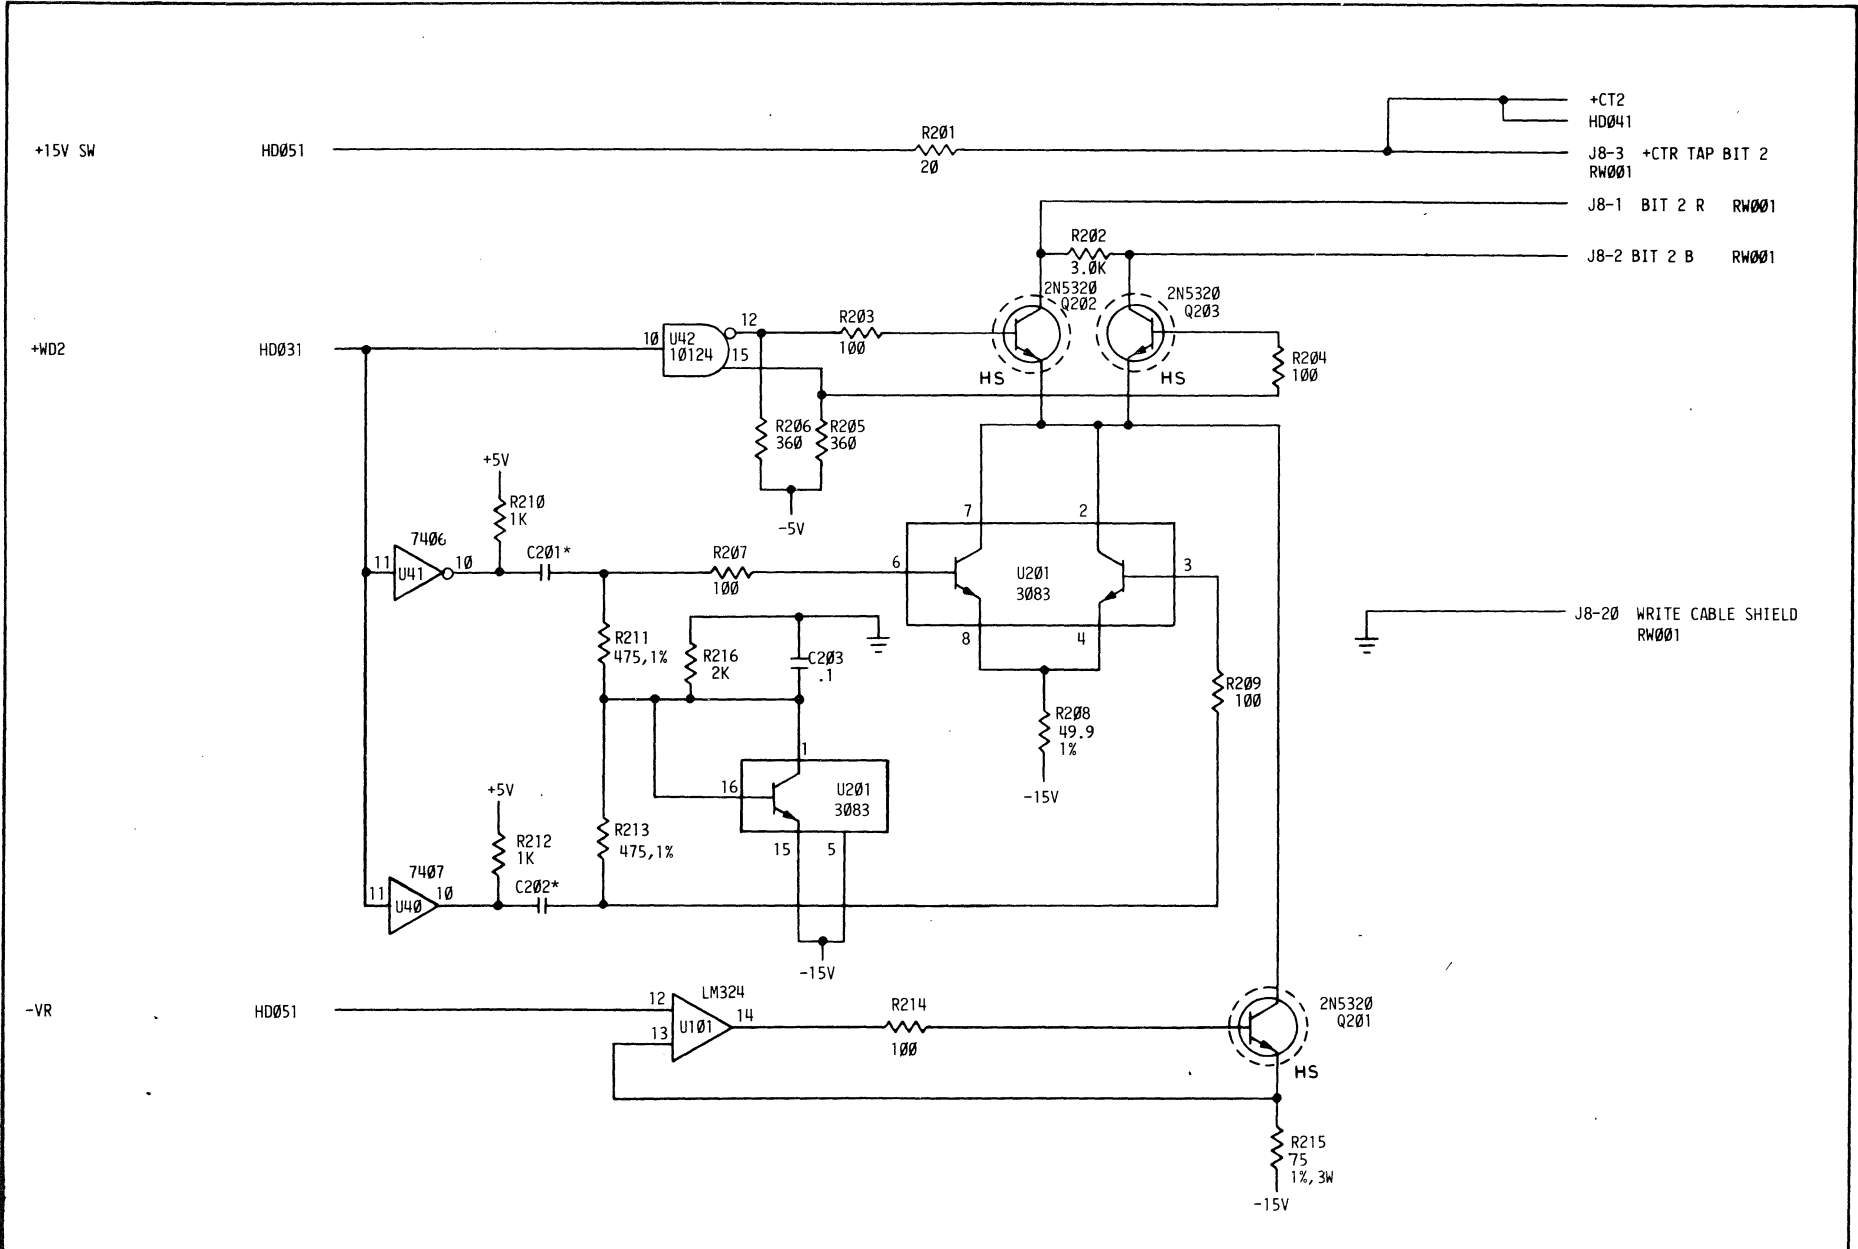 +CT2
HDØ41
+15V SW HDØ51
R2Ø1
2Ø
J8-3 +CTR TAP BIT 2
RWØØ1
J8-1 BIT 2 R RWØØ1
R2Ø2
3.ØK
J8-2 BIT 2 B RWØØ1
2N532Ø
Q2Ø2
2N532Ø
Q2Ø3
+WD2 HDØ31
1Ø
U42
1Ø124
12
15
R2Ø3
1ØØ
HS
HS
R2Ø4
1ØØ
R2Ø6
36Ø
R2Ø5
36Ø
-5V
+5V
R21Ø
1K
7406
11
U41
1Ø
C2Ø1*
R2Ø7
1ØØ
7
2
6
U2Ø1
3Ø83
3
8
4
J8-2Ø WRITE CABLE SHIELD
RWØØ1
R211
475,1%
R216
2K
C2Ø3
.1
R2Ø9
1ØØ
R2Ø8
49.9
1%
-15V
1
16
U2Ø1
3Ø83
15
5
-15V
+5V
R212
1K
R213
475,1%
74Ø7
11
U4Ø
1Ø
C2Ø2*
-VR HDØ51
LM324
12
13
U1Ø1
14
R214
1ØØ
2N532Ø
Q2Ø1
HS
R215
75
1%,3W
-15V